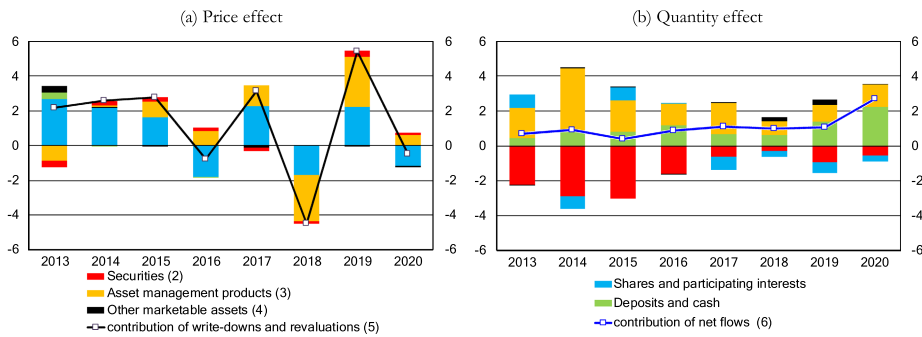 (a) Price effect
(b) Quantity effect
6 6 6 6
4 4 4 4
2 2 2 2
0 0 0 0
-2 -2 -2 -2
-4 -4 -4 -4
-6 -6 -6 -6
2013 2014 2015 2016 2017 2018 2019 2020
2013 2014 2015 2016 2017 2018 2019 2020
Securities (2)
Asset management products (3)
Other marketable assets (4)
contribution of write-downs and revaluations (5)
Shares and participating interests
Deposits and cash
contribution of net flows (6)